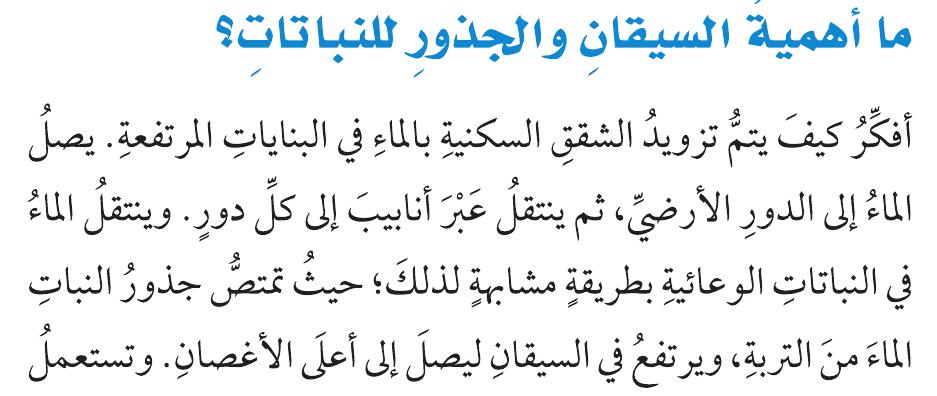 ما أهميةُ السيقانِ والجذورِ للنباتاتِ؟
أفكِّرُ كيفَ يتمُّ تزويدُ الشققِ السكنيةِ بالماءِ في البناياتِ المرتفعةِ. يصلُ
الماءُ إلى الدورِ الأرضيِّ، ثم ينتقلُ عَبْرَ أنابيبَ إلى كلِّ دورٍ. وينتقلُ الماءُ
في النباتاتِ الوعائيةِ بطريقةٍ مشابهةٍ لذلكَ؛ حيثُ تمتصُّ جذورُ النباتِ
الماءَ منَ التربةِ، ويرتفعُ في السيقانِ ليصلَ إلى أعلَى الأغصانِ. وتستعملُ